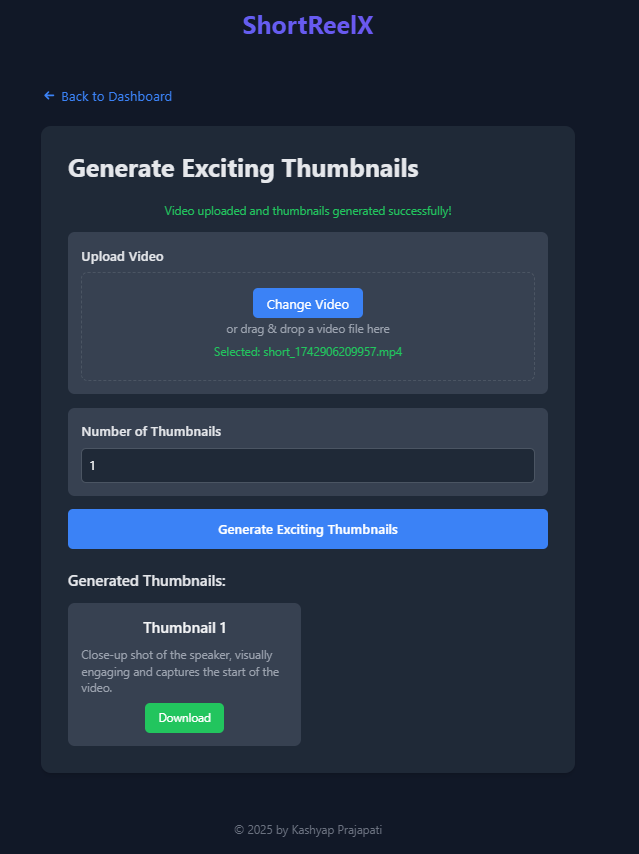 ShortReelX
← Back to Dashboard
Generate Exciting Thumbnails
Video uploaded and thumbnails generated successfully!
Upload Video
Change Video
or drag & drop a video file here
Selected: short_1742906209957.mp4
Number of Thumbnails
1
Generate Exciting Thumbnails
Generated Thumbnails:
Thumbnail 1
Close-up shot of the speaker, visually
engaging and captures the start of the
video.
Download
© 2025 by Kashyap Prajapati